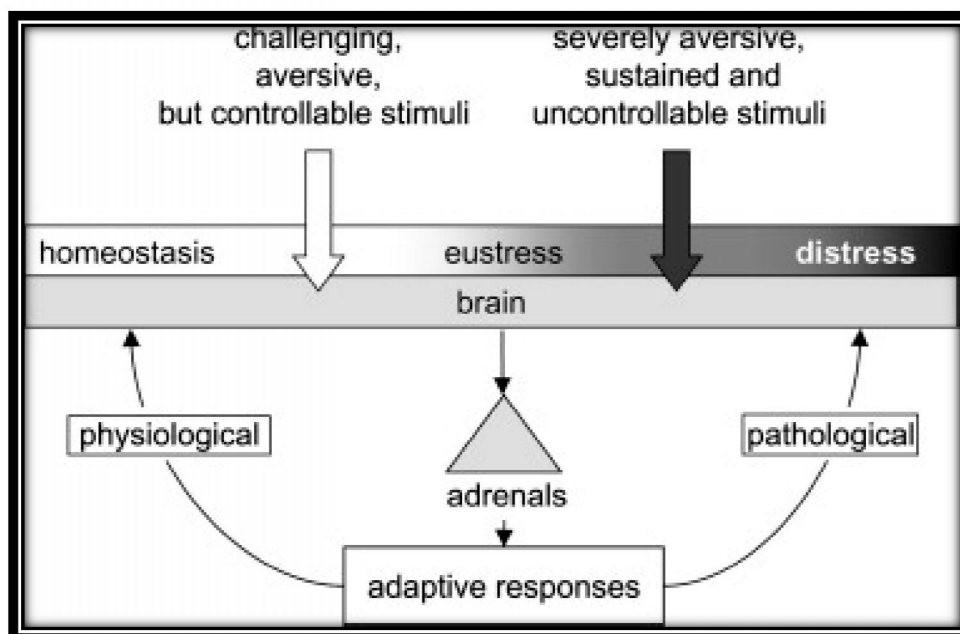 challenging,
aversive,
but controllable stimuli
severely aversive,
sustained and
uncontrollable stimuli
homeostasis
eustress
distress
brain
physiological
pathological
adrenals
adaptive responses